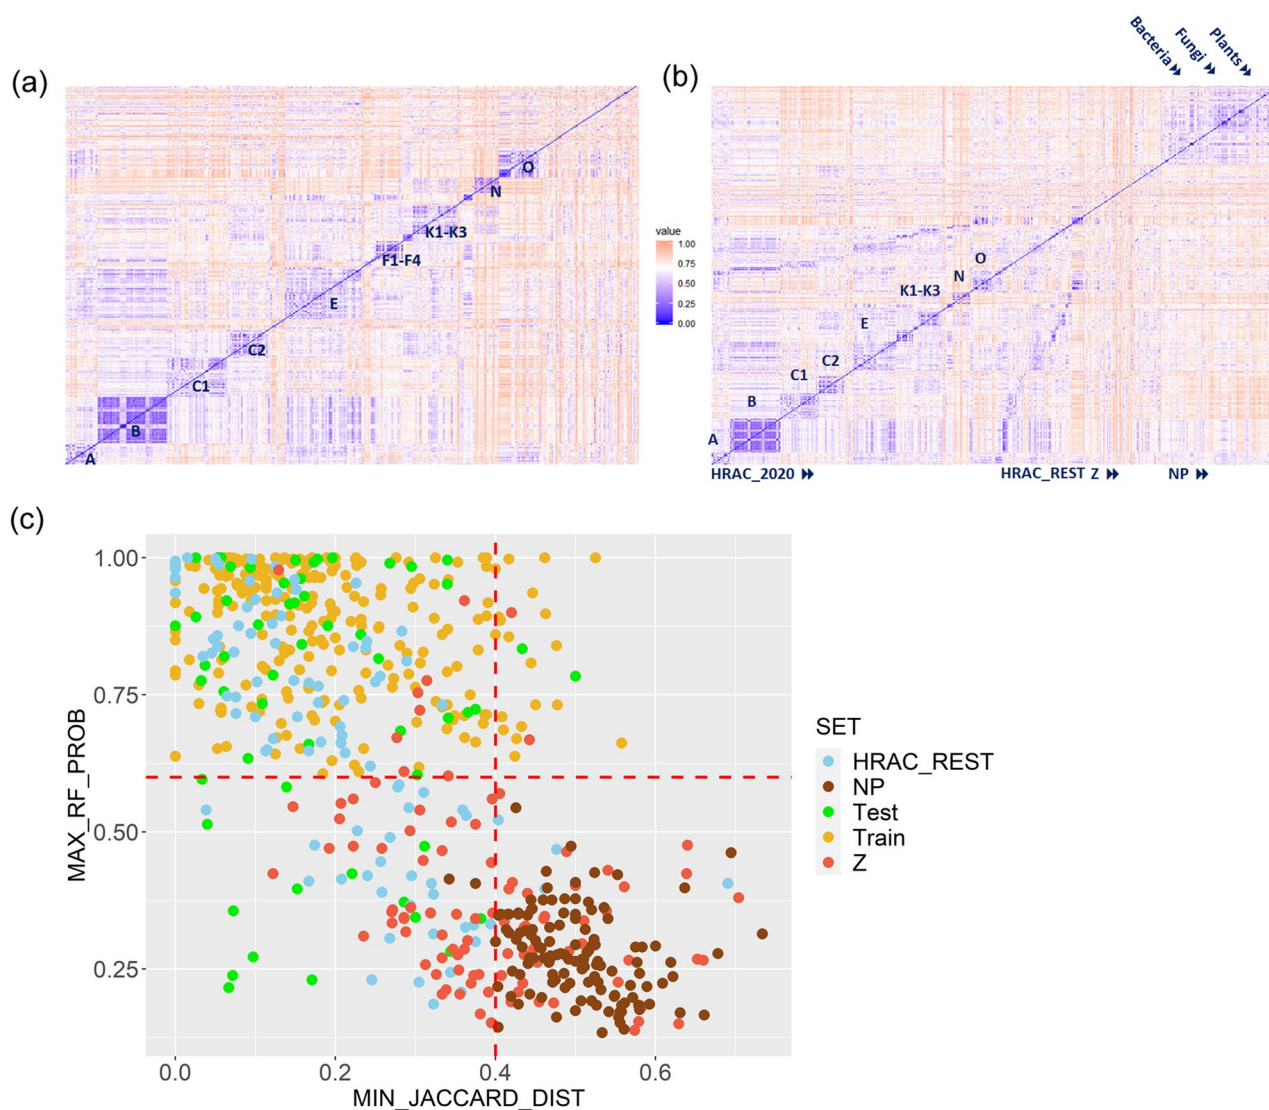 (a)
O
N
K1-K3
F1-F4
E
C2
C1
B
A
value
1.00
0.75
0.50
0.25
0.00
(b)
Bacteria
Fungi
Plants
O
N
K1-K3
E
C2
C1
B
A
HRAC_2020
HRAC_REST Z
NP
(c)
MAX_RF_PROB
1.00
0.75
0.50
0.25
0.0 0.2 0.4 0.6
MIN_JACCARD_DIST
SET
HRAC_REST
NP
Test
Train
Z